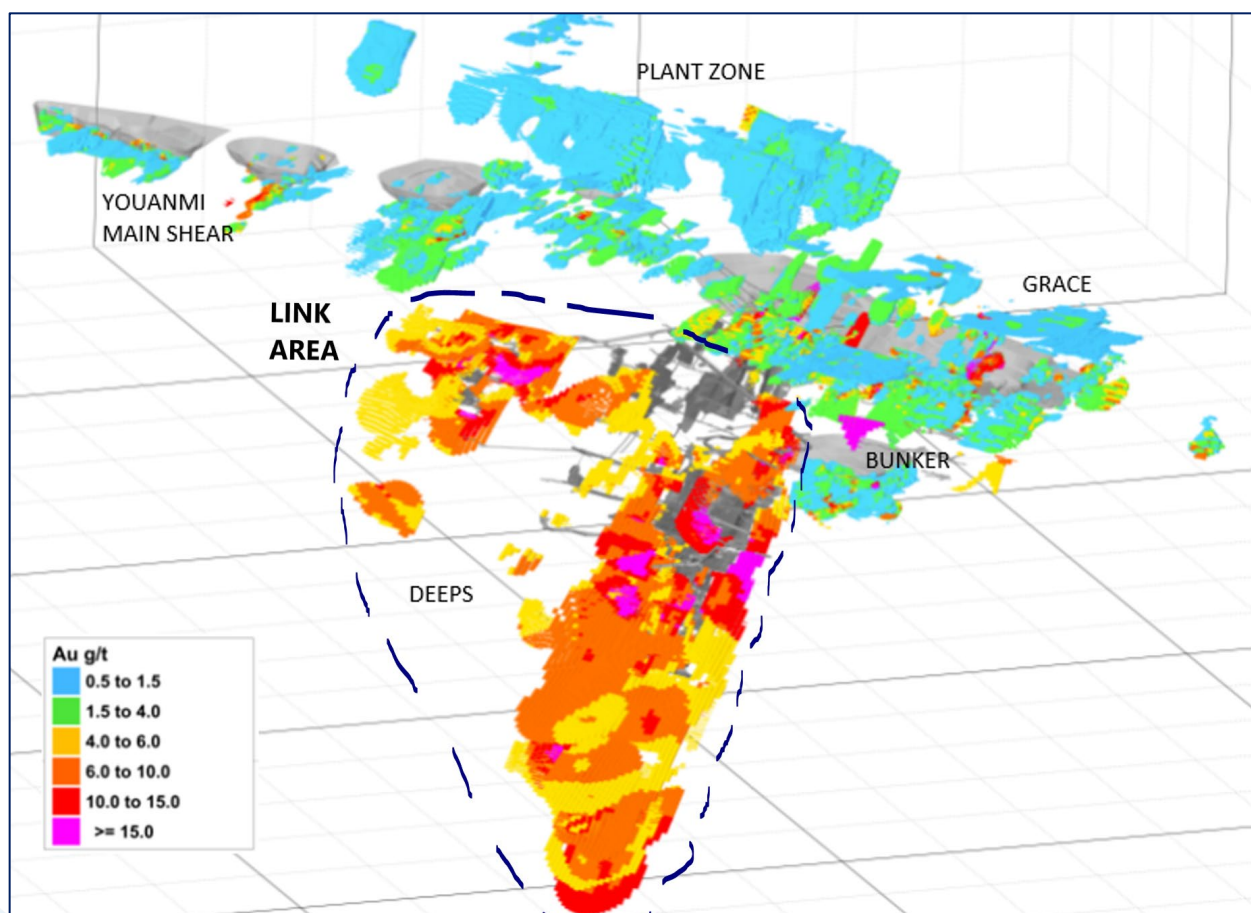 PLANT ZONE
YOUANMI
MAIN SHEAR
GRACE
LINK
AREA
BUNKER
DEEPS
Au g/t
0.5 to 1.5
1.5 to 4.0
4.0 to 6.0
6.0 to 10.0
10.0 to 15.0
>= 15.0